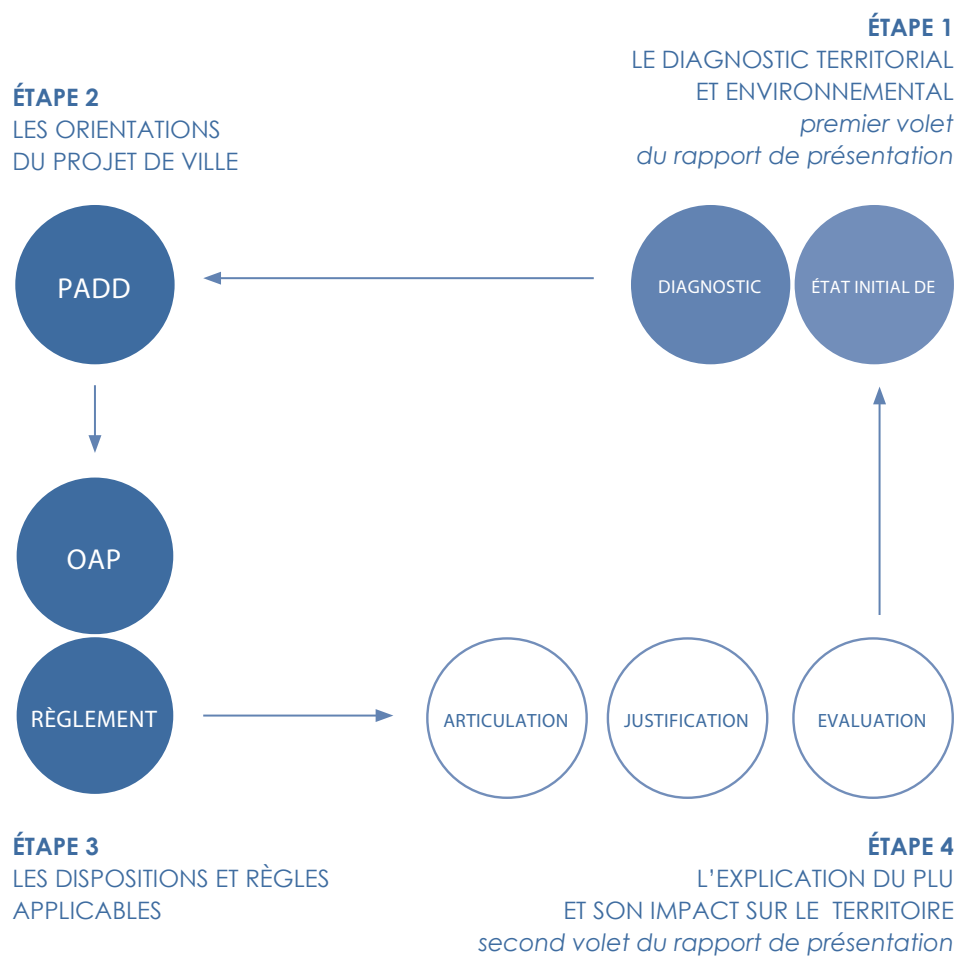 ÉTAPE 1
LE DIAGNOSTIC TERRITORIAL
ET ENVIRONNEMENTAL
premier volet
du rapport de présentation
ÉTAPE 2
LES ORIENTATIONS
DU PROJET DE VILLE
PADD
DIAGNOSTIC
ÉTAT INITIAL DE
OAP
RÈGLEMENT
ARTICULATION
JUSTIFICATION
EVALUATION
ÉTAPE 3
LES DISPOSITIONS ET RÈGLES
APPLICABLES
ÉTAPE 4
L’EXPLICATION DU PLU
ET SON IMPACT SUR LE TERRITOIRE
second volet du rapport de présentation